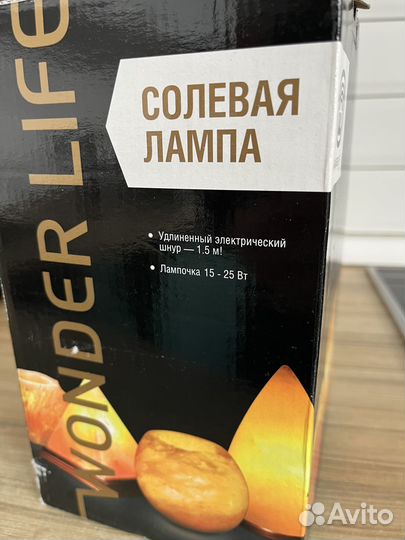 WONDER LIFE
СОЛЕВАЯ
ЛАМПА
• Удлиненный электрический
шнур — 1.5 м!
• Лампочка 15 - 25 Вт
Avito